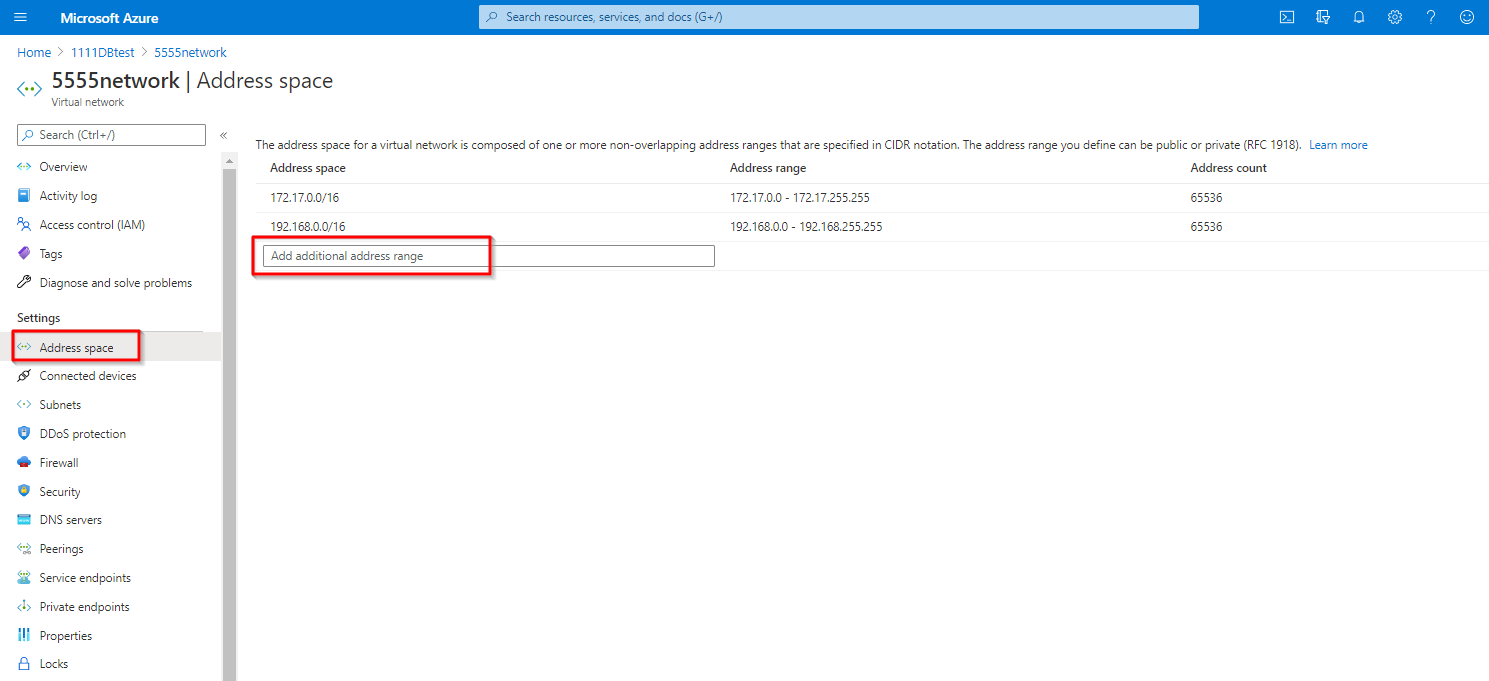 Microsoft Azure
Search resources, services, and docs (G+/)
Home > 1111DBtest > 5555network
5555network | Address space
Virtual network
Search (Ctrl+/)
«
Overview
Activity log
Access control (IAM)
Tags
Diagnose and solve problems
Settings
Address space
Connected devices
Subnets
DDoS protection
Firewall
Security
DNS servers
Peerings
Service endpoints
Private endpoints
Properties
Locks
The address space for a virtual network is composed of one or more non-overlapping address ranges that are specified in CIDR notation. The address range you define can be public or private (RFC 1918). Learn more
Address space Address range Address count
172.17.0.0/16 172.17.0.0 - 172.17.255.255 65536
192.168.0.0/16 192.168.0.0 - 192.168.255.255 65536
Add additional address range